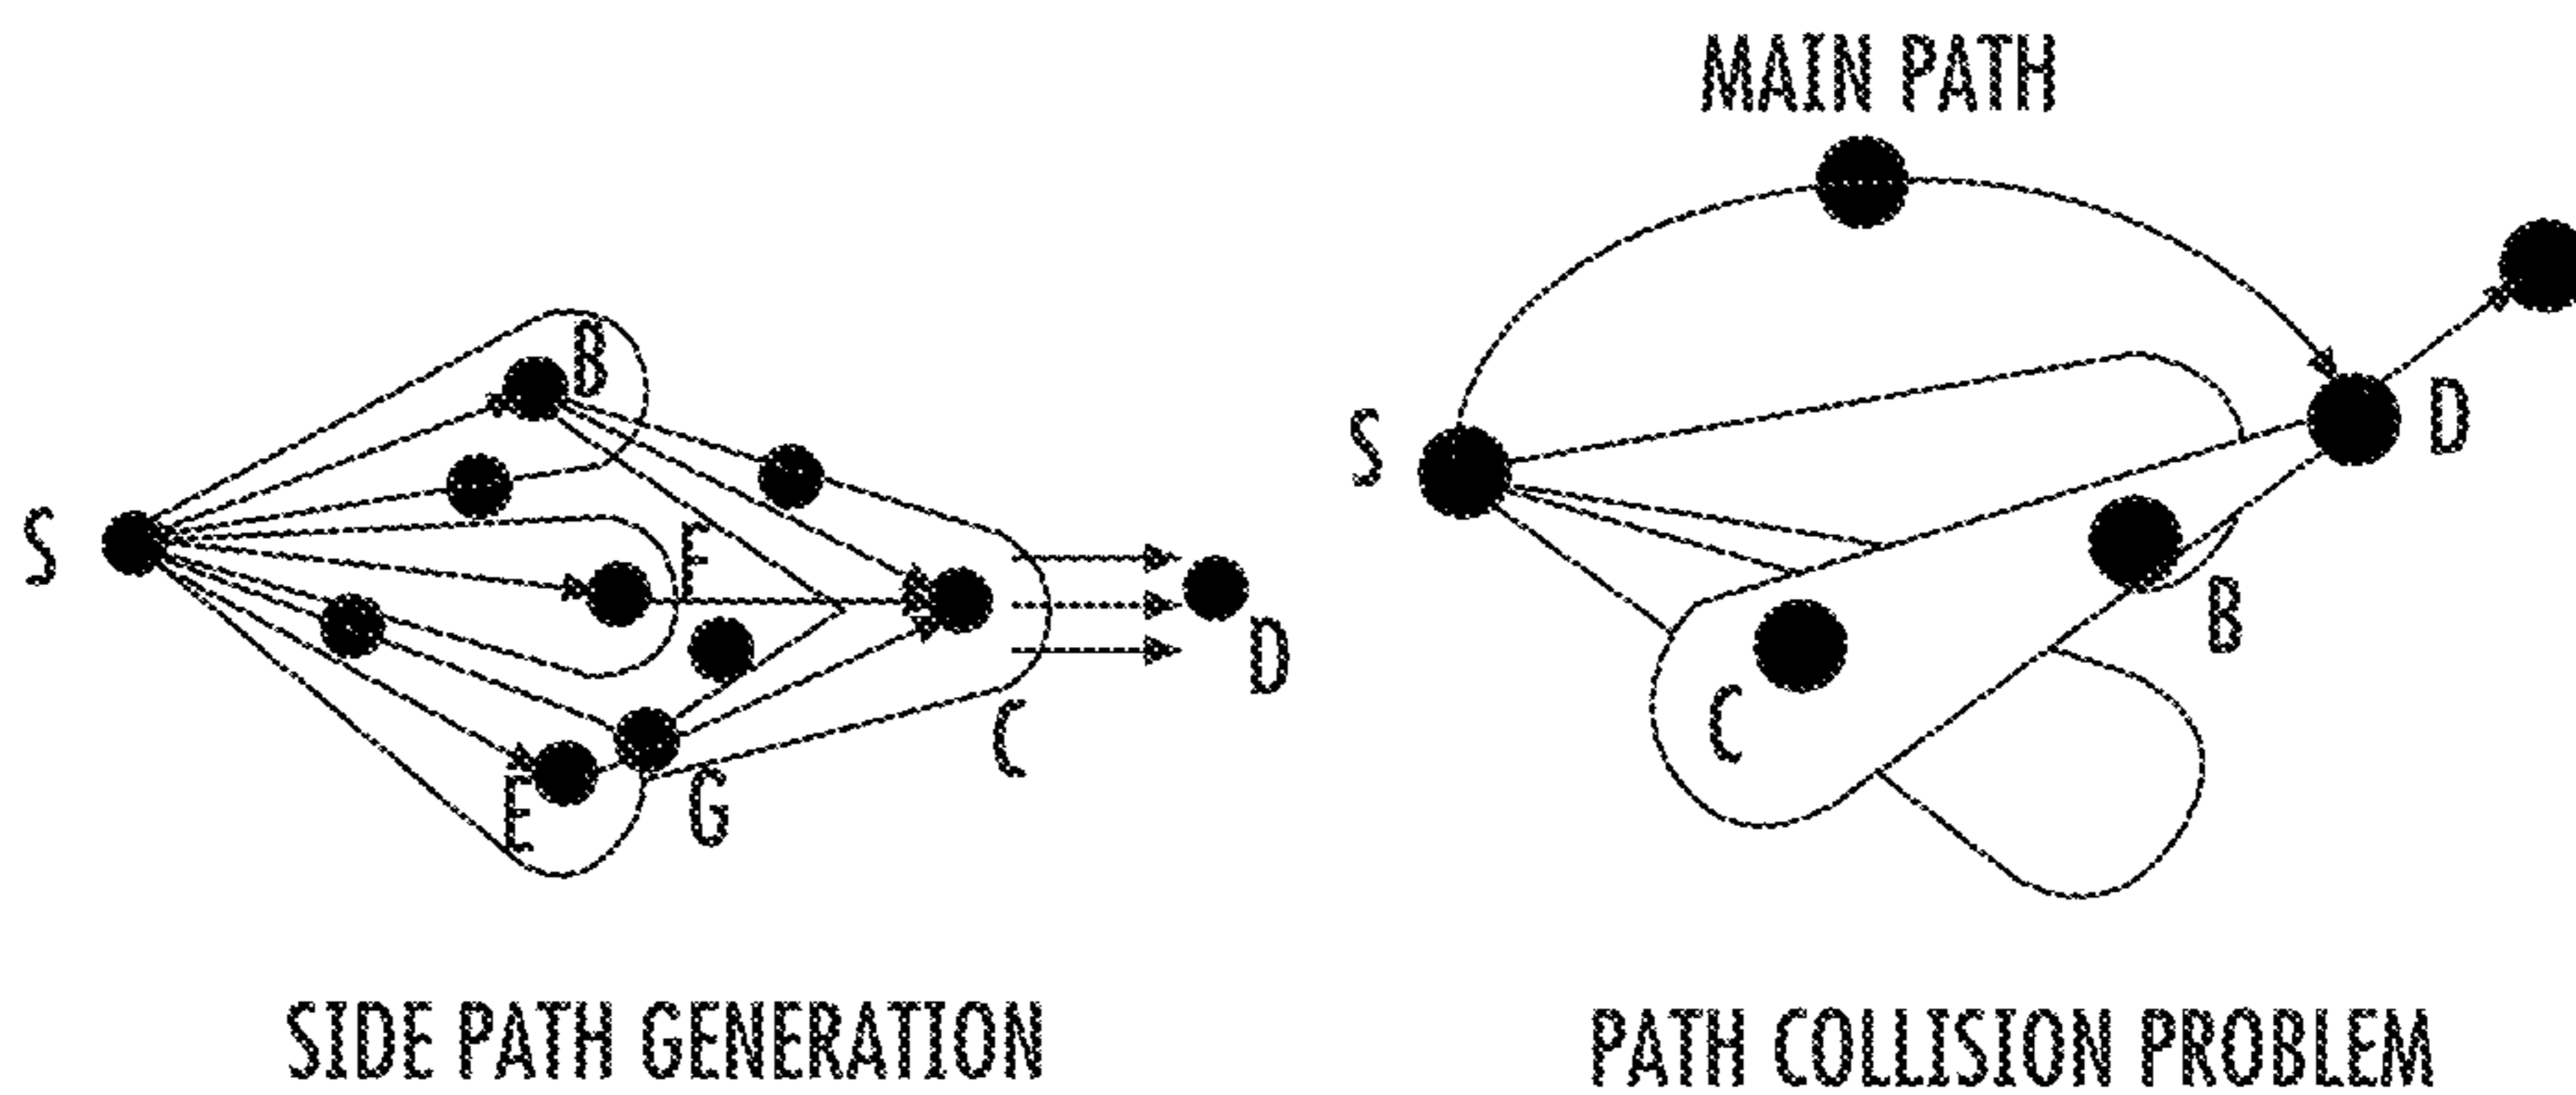 MAIN PATH
B
S
F
D
E
G
C
S
D
B
C
SIDE PATH GENERATION
PATH COLLISION PROBLEM